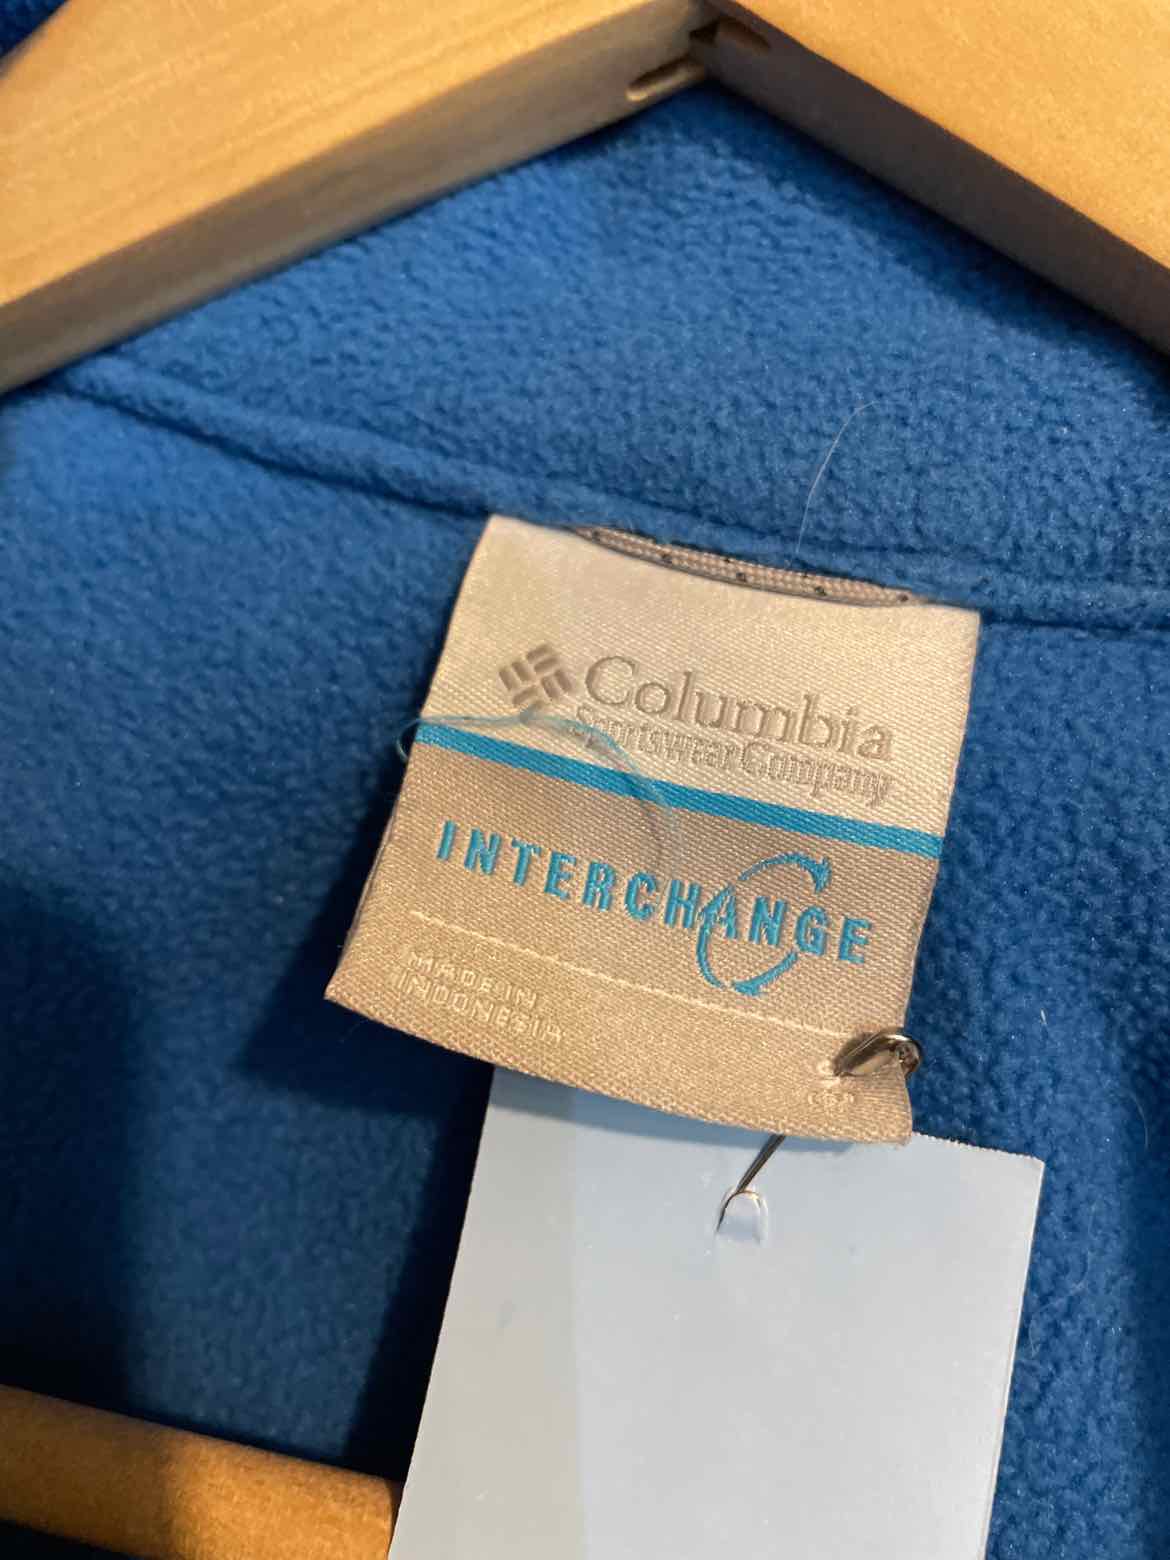 Columbia
Sportswear Company
INTERCHANGE
MADE IN
INDONESIA